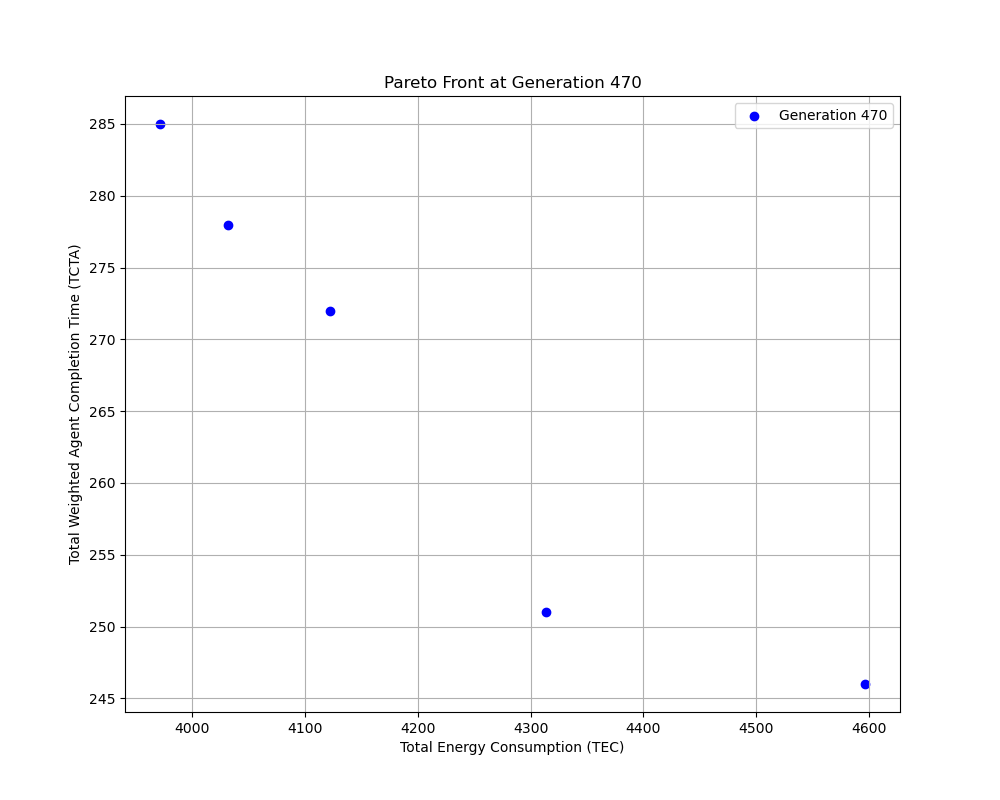 Pareto Front at Generation 470
Generation 470
285
280
275
270
265
260
255
250
245
Total Weighted Agent Completion Time (TCTA)
4000 4100 4200 4300 4400 4500 4600
Total Energy Consumption (TEC)